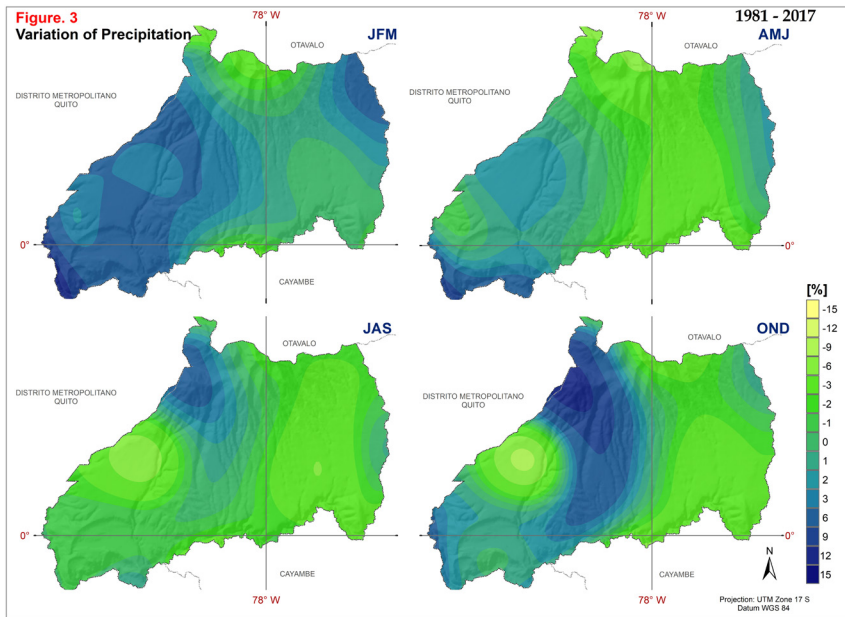 Figure. 3
Variation of Precipitation
78° W
JFM
OTAVALO
DISTRITO METROPOLITANO
QUITO
0°
CAYAMBE
1981 - 2017
78° W
AMJ
OTAVALO
DISTRITO METROPOLITANO
QUITO
0°
CAYAMBE
JAS
OTAVALO
DISTRITO METROPOLITANO
QUITO
0°
CAYAMBE
78° W
OND
OTAVALO
DISTRITO METROPOLITANO
QUITO
0°
CAYAMBE
78° W
[%]
-15
-12
-9
-6
-3
-2
-1
0
1
2
3
6
9
12
15
N
Projection: UTM Zone 17 S
Datum WGS 84